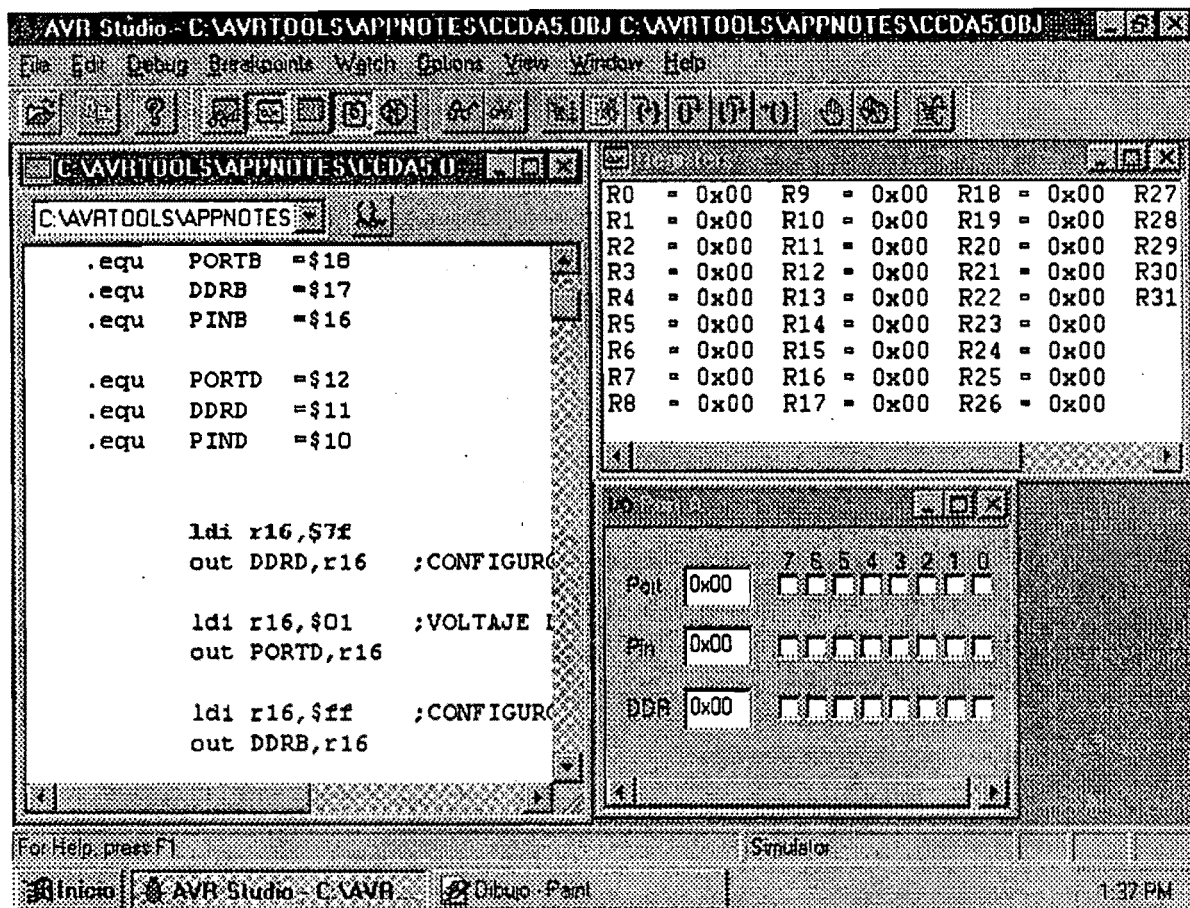 AVR Studio - C:\AVRTOOLS\APPNOTES\CCDA5.OBJ C:\AVRTOOLS\APPNOTES\CCDA5.OBJ
File Edit Debug Breakpoints Watch Options View Window Help
C:\AVRTOOLS\APPNOTES\CCDA5.O
C:\AVRTOOLS\APPNOTES
.equ PORTB =$18
.equ DDRB =$17
.equ PINB =$16
.equ PORTD =$12
.equ DDRD =$11
.equ PIND =$10
ldi r16,$7f
out DDRD,r16 ;CONFIGURO
ldi r16,$01 ;VOLTAJE
out PORTD,r16
ldi r16,$ff ;CONFIGURO
out DDRB,r16
Registers
R0 = 0x00 R9 = 0x00 R18 = 0x00 R27
R1 = 0x00 R10 = 0x00 R19 = 0x00 R28
R2 = 0x00 R11 = 0x00 R20 = 0x00 R29
R3 = 0x00 R12 = 0x00 R21 = 0x00 R30
R4 = 0x00 R13 = 0x00 R22 = 0x00 R31
R5 = 0x00 R14 = 0x00 R23 = 0x00
R6 = 0x00 R15 = 0x00 R24 = 0x00
R7 = 0x00 R16 = 0x00 R25 = 0x00
R8 = 0x00 R17 = 0x00 R26 = 0x00
I/O
7 6 5 4 3 2 1 0
Port 0x00
Pin 0x00
DDR 0x00
For Help, press F1
Simulator
Inicio AVR Studio - C:\AVR... Dibujo - Paint 1:37 PM